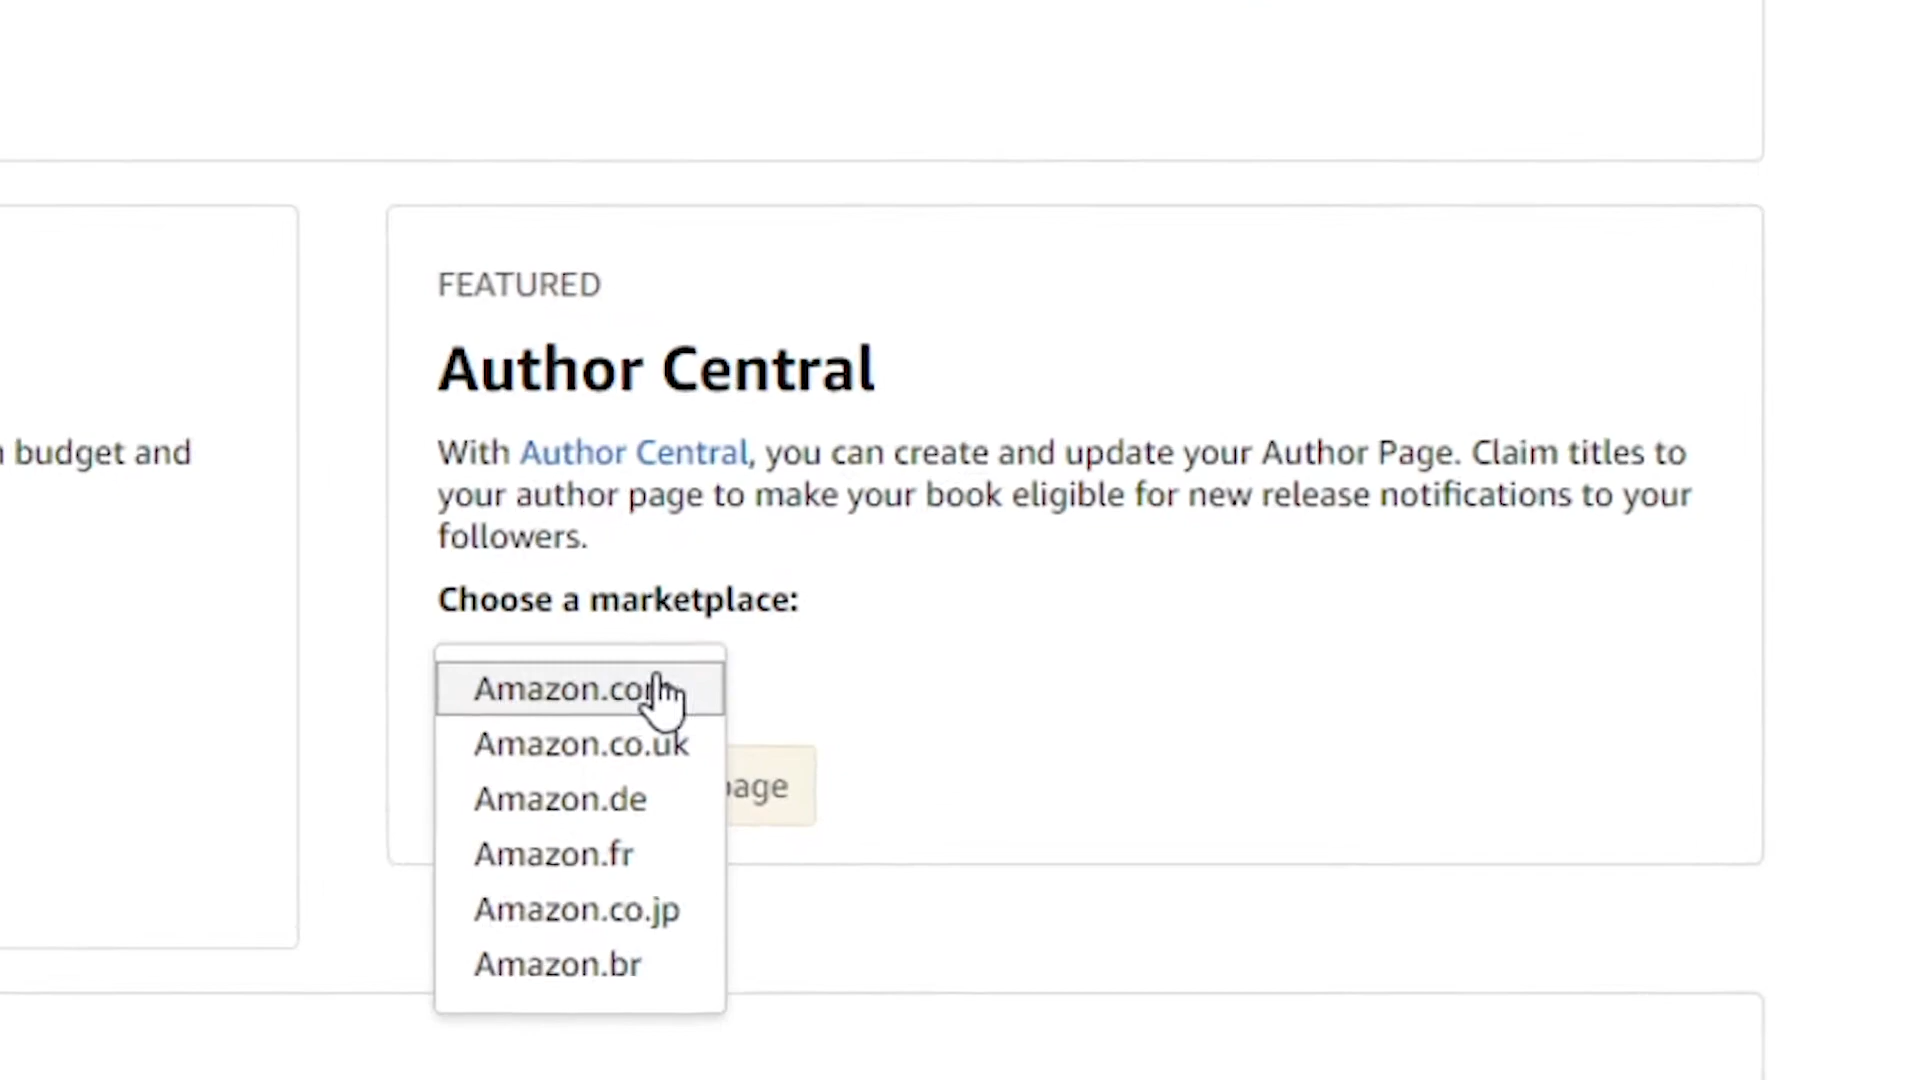 FEATURED
Author Central
budget and
With Author Central, you can create and update your Author Page. Claim titles to
your author page to make your book eligible for new release notifications to your
followers.
Choose a marketplace:
Amazon.com
Amazon.co.uk
page
Amazon.de
Amazon.fr
Amazon.co.jp
Amazon.br